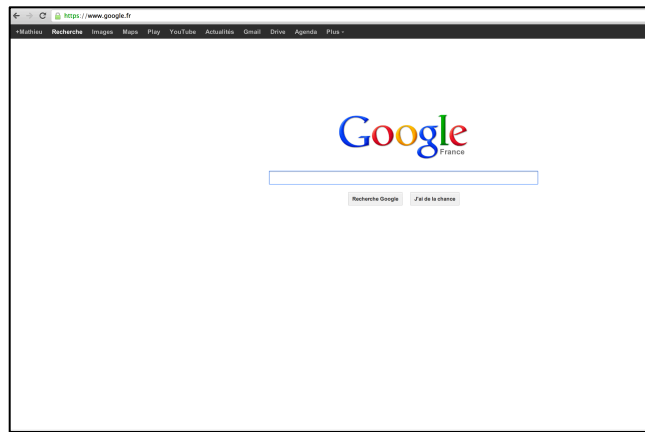 https://www.google.fr
+Mathieu Recherche Images Maps Play YouTube Actualités Gmail Drive Agenda Plus
Google
France
Recherche Google J'ai de la chance